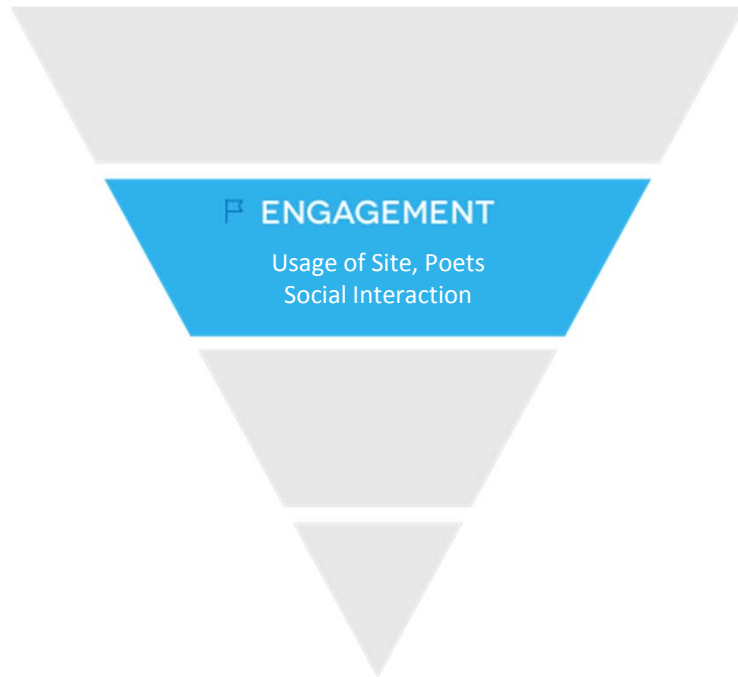 ENGAGEMENT
Usage of Site, Poets
Social Interaction